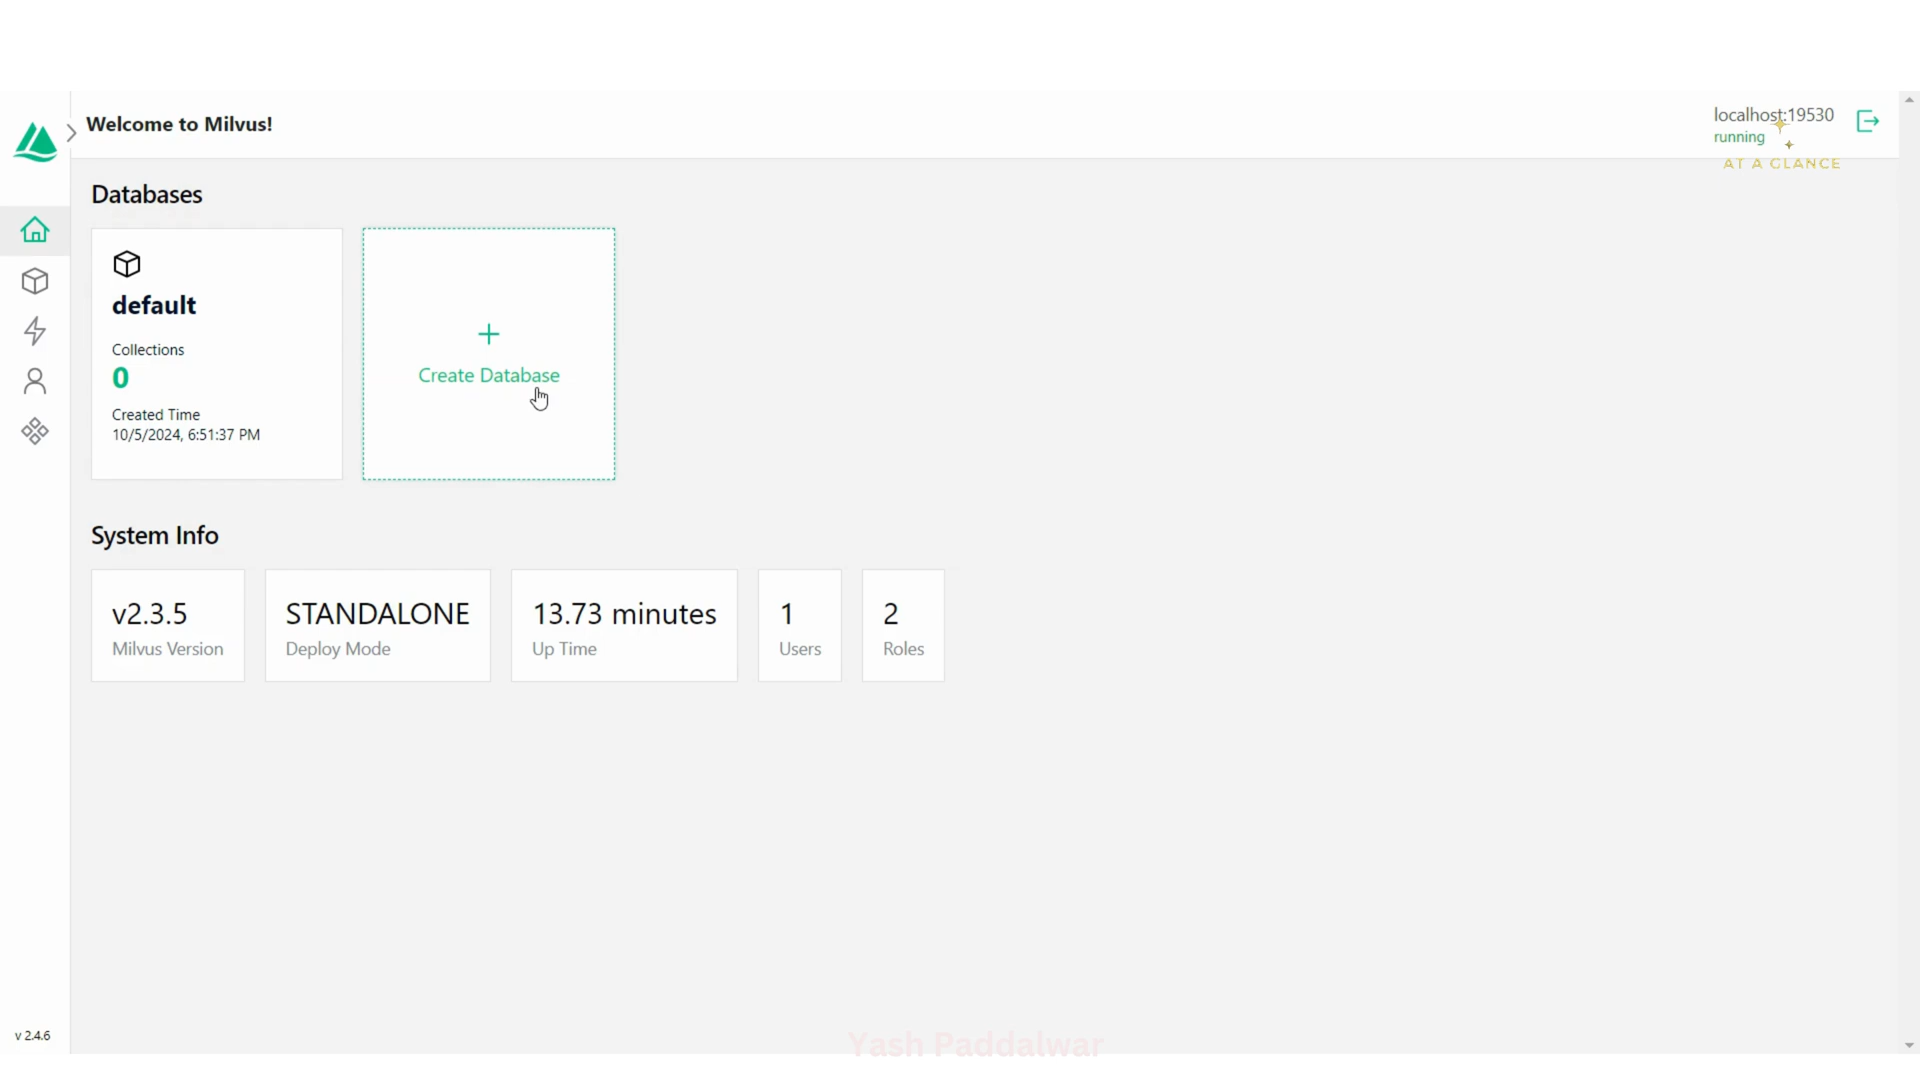 Welcome to Milvus!
localhost:19530
running
AT A GLANCE
Databases
default
Collections
0
Created Time
10/5/2024, 6:51:37 PM
+
Create Database
System Info
v2.3.5
Milvus Version
STANDALONE
Deploy Mode
13.73 minutes
Up Time
1
Users
2
Roles
v 2.4.6
Yash Paddalwar